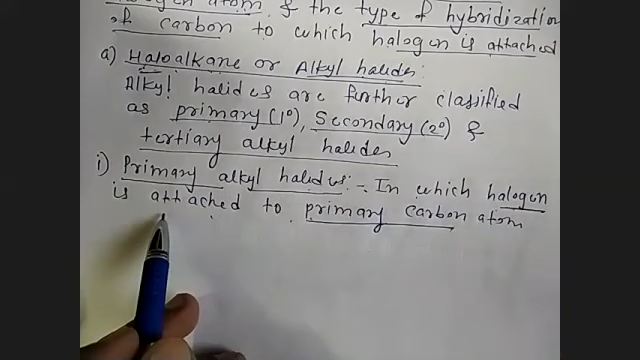 halogen atom & the type of hybridization
of carbon to which halogen is attached
a) Haloalkane or Alkyl halides:
Alkyl halides are further classified
as primary (1°), Secondary (2°) &
tertiary alkyl halides
i) Primary alkyl halides:- In which halogen
is attached to primary carbon atom